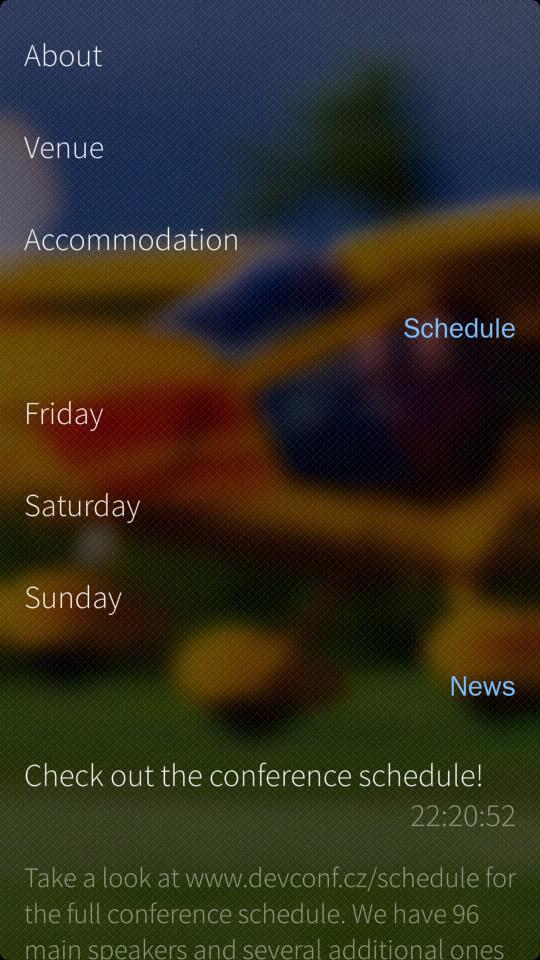 About
Venue
Accommodation
Schedule
Friday
Saturday
Sunday
News
Check out the conference schedule!
22:20:52
Take a look at www.devconf.cz/schedule for
the full conference schedule. We have 96
main speakers and several additional ones